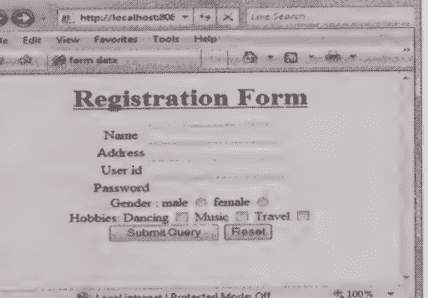 http://localhost:808
Live Search
Edit View Favorites Tools Help
form data
Registration Form
Name
Address
User id
Password
Gender : male female
Hobbies: Dancing Music Travel
Submit Query Reset
Local intranet | Protected Mode: Off 100%